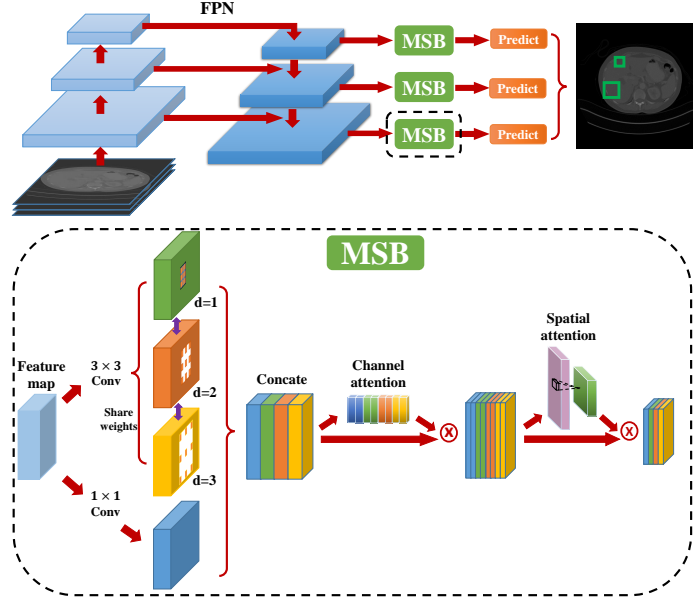 FPN
MSB
Predict
MSB
Predict
MSB
Predict
MSB
d=1
Feature
map
3 × 3
Conv
Share
weights
d=2
d=3
1 × 1
Conv
Concate
Channel
attention
X
Spatial
attention
X